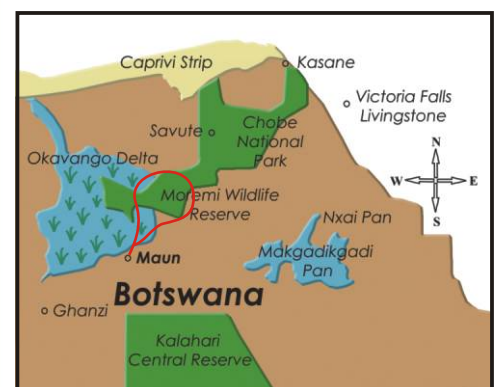 Caprivi Strip
Kasane
Victoria Falls
Livingstone
Savute
Chobe
National
Park
Okavango Delta
N
W
E
S
Moremi Wildlife
Reserve
Nxai Pan
Makgadikgadi
Pan
Maun
Botswana
Ghanzi
Kalahari
Central Reserve